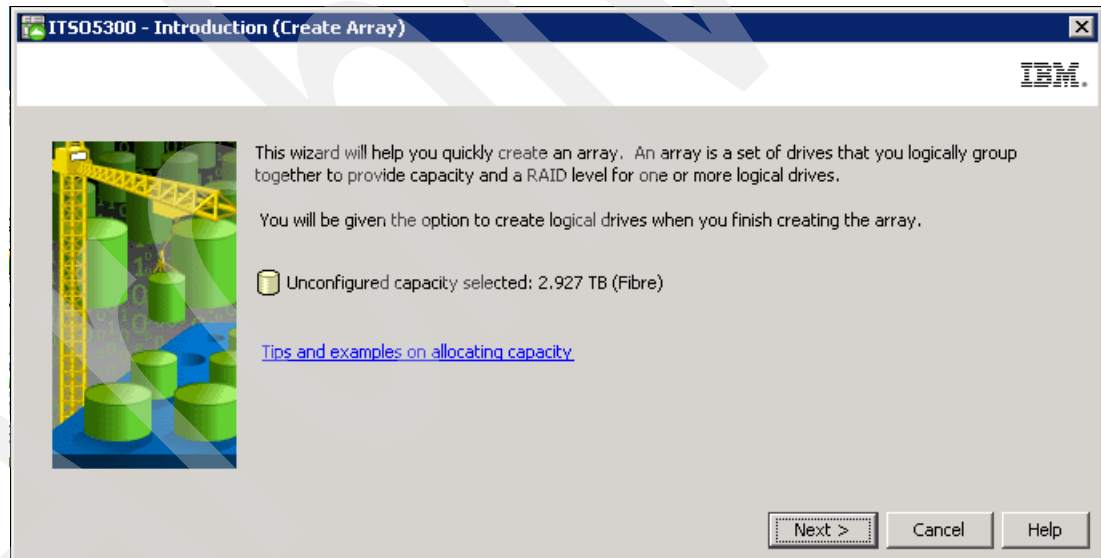 ITSO5300 - Introduction (Create Array)
IBM.
This wizard will help you quickly create an array. An array is a set of drives that you logically group
together to provide capacity and a RAID level for one or more logical drives.
You will be given the option to create logical drives when you finish creating the array.
Unconfigured capacity selected: 2.927 TB (Fibre)
Tips and examples on allocating capacity
Next > Cancel Help